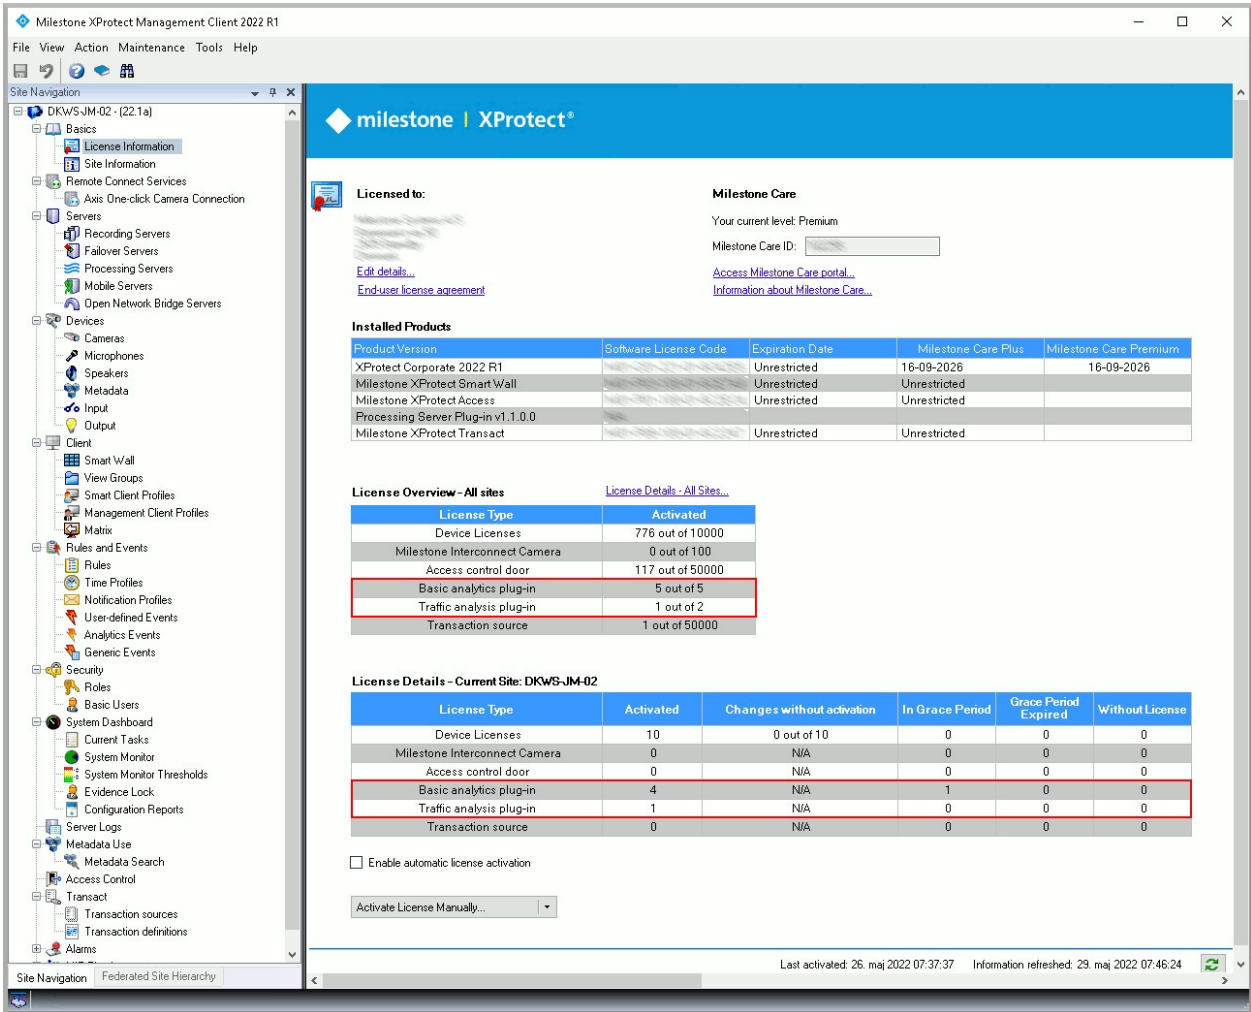 Milestone XProtect Management Client 2022 R1
File View Action Maintenance Tools Help
Site Navigation
DKWS-JM-02 - (22.1a)
Basics
License Information
Site Information
Remote Connect Services
Axis One-click Camera Connection
Servers
Recording Servers
Failover Servers
Processing Servers
Mobile Servers
Open Network Bridge Servers
Devices
Cameras
Microphones
Speakers
Metadata
Input
Output
Client
Smart Wall
View Groups
Smart Client Profiles
Management Client Profiles
Matrix
Rules and Events
Rules
Time Profiles
Notification Profiles
User-defined Events
Analytics Events
Generic Events
Security
Roles
Basic Users
System Dashboard
Current Tasks
System Monitor
System Monitor Thresholds
Evidence Lock
Configuration Reports
Server Logs
Metadata Use
Metadata Search
Access Control
Transact
Transaction sources
Transaction definitions
Alarms
Site Navigation Federated Site Hierarchy
milestone | XProtect®
Licensed to:
Edit details...
End-user license agreement
Milestone Care
Your current level: Premium
Milestone Care ID:
Access Milestone Care portal...
Information about Milestone Care...
Installed Products
Product Version Software License Code Expiration Date Milestone Care Plus Milestone Care Premium
XProtect Corporate 2022 R1 Unrestricted 16-09-2026 16-09-2026
Milestone XProtect Smart Wall Unrestricted Unrestricted
Milestone XProtect Access Unrestricted Unrestricted
Processing Server Plug-in v1.1.0.0
Milestone XProtect Transact Unrestricted Unrestricted
License Overview - All sites License Details - All Sites...
License Type Activated
Device Licenses 776 out of 10000
Milestone Interconnect Camera 0 out of 100
Access control door 117 out of 50000
Basic analytics plug-in 5 out of 5
Traffic analysis plug-in 1 out of 2
Transaction source 1 out of 50000
License Details - Current Site: DKWS-JM-02
License Type Activated Changes without activation In Grace Period Grace Period Expired Without License
Device Licenses 10 0 out of 10 0 0 0
Milestone Interconnect Camera 0 N/A 0 0 0
Access control door 0 N/A 0 0 0
Basic analytics plug-in 4 N/A 1 0 0
Traffic analysis plug-in 1 N/A 0 0 0
Transaction source 0 N/A 0 0 0
Enable automatic license activation
Activate License Manually...
Last activated: 26. maj 2022 07:37:37 Information refreshed: 29. maj 2022 07:46:24